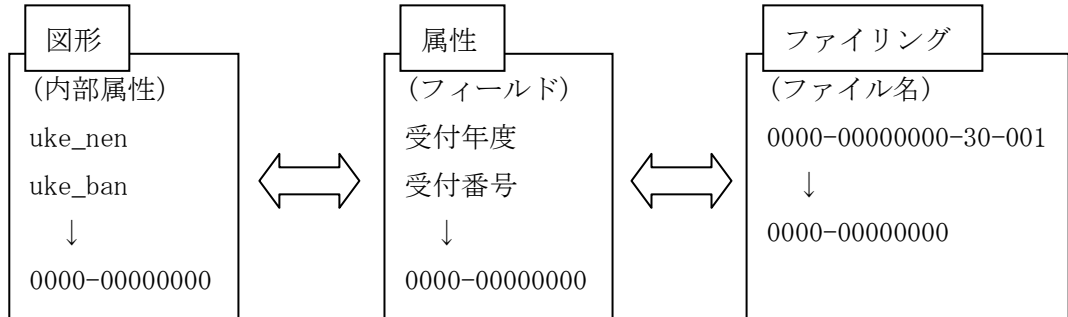 図形
(内部属性)
uke_nen
uke_ban
↓
0000-00000000
属性
(フィールド)
受付年度
受付番号
↓
0000-00000000
ファイリング
(ファイル名)
0000-00000000-30-001
↓
0000-00000000